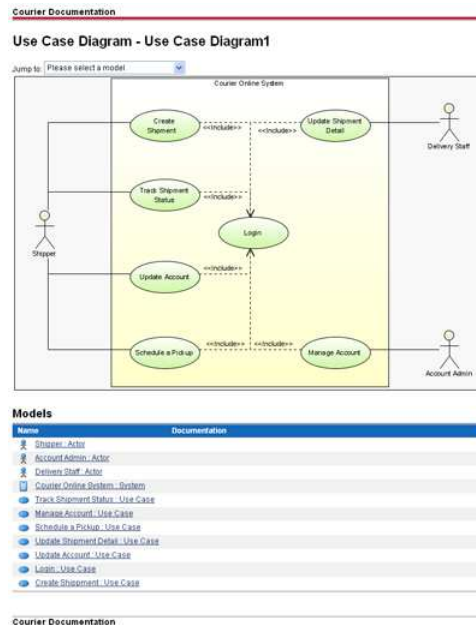 Courier Documentation
Use Case Diagram - Use Case Diagram1
Jump to: Please select a model
Courier Online System
Create
Shipment
<<Include>>
<<Include>>
Update Shipment
Detail
Delivery Staff
Track Shipment
Status
<<Include>>
Login
Shipper
Update Account
<<Include>>
Schedule a Pick-up
<<Include>>
<<Include>>
Manage Account
Account Admin
Models
Name Documentation
Shipper : Actor
Account Admin : Actor
Delivery Staff : Actor
Courier Online System : System
Track Shipment Status : Use Case
Manage Account : Use Case
Schedule a Pickup : Use Case
Update Shipment Detail : Use Case
Update Account : Use Case
Login : Use Case
Create Shippment : Use Case
Courier Documentation